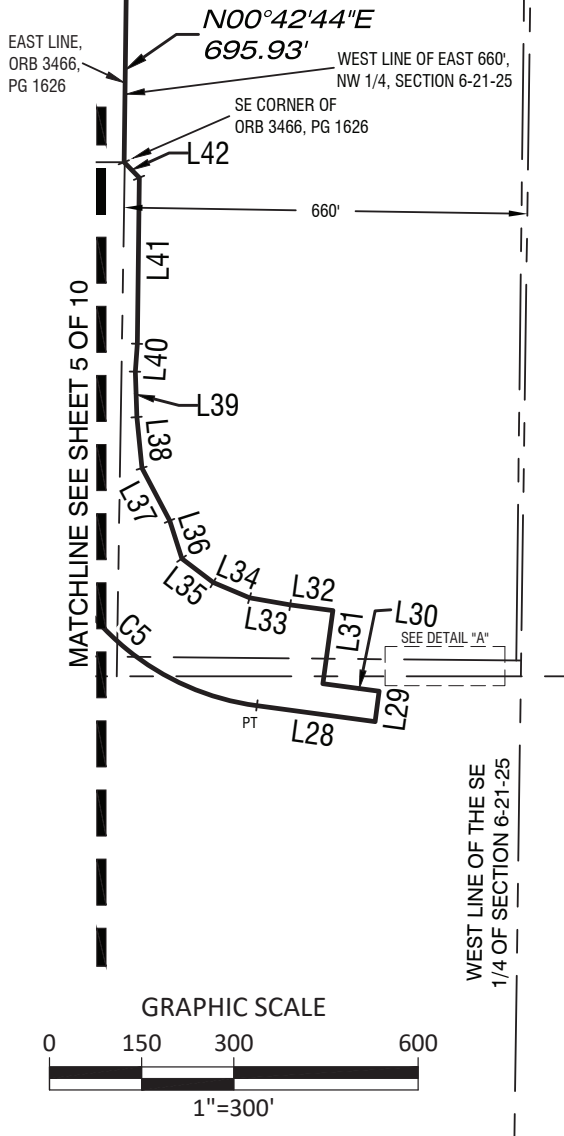 N00°42'44"E
695.93'
EAST LINE,
ORB 3466,
PG 1626
WEST LINE OF EAST 660',
NW 1/4, SECTION 6-21-25
SE CORNER OF
ORB 3466, PG 1626
L42
660'
L41
MATCHLINE SEE SHEET 5 OF 10
L40
L39
L38
L37
L36
L35
L34
L33
L32
L31
L30
SEE DETAIL "A"
C5
L29
PT
L28
WEST LINE OF THE SE
1/4 OF SECTION 6-21-25
GRAPHIC SCALE
0 150 300 600
1"=300'